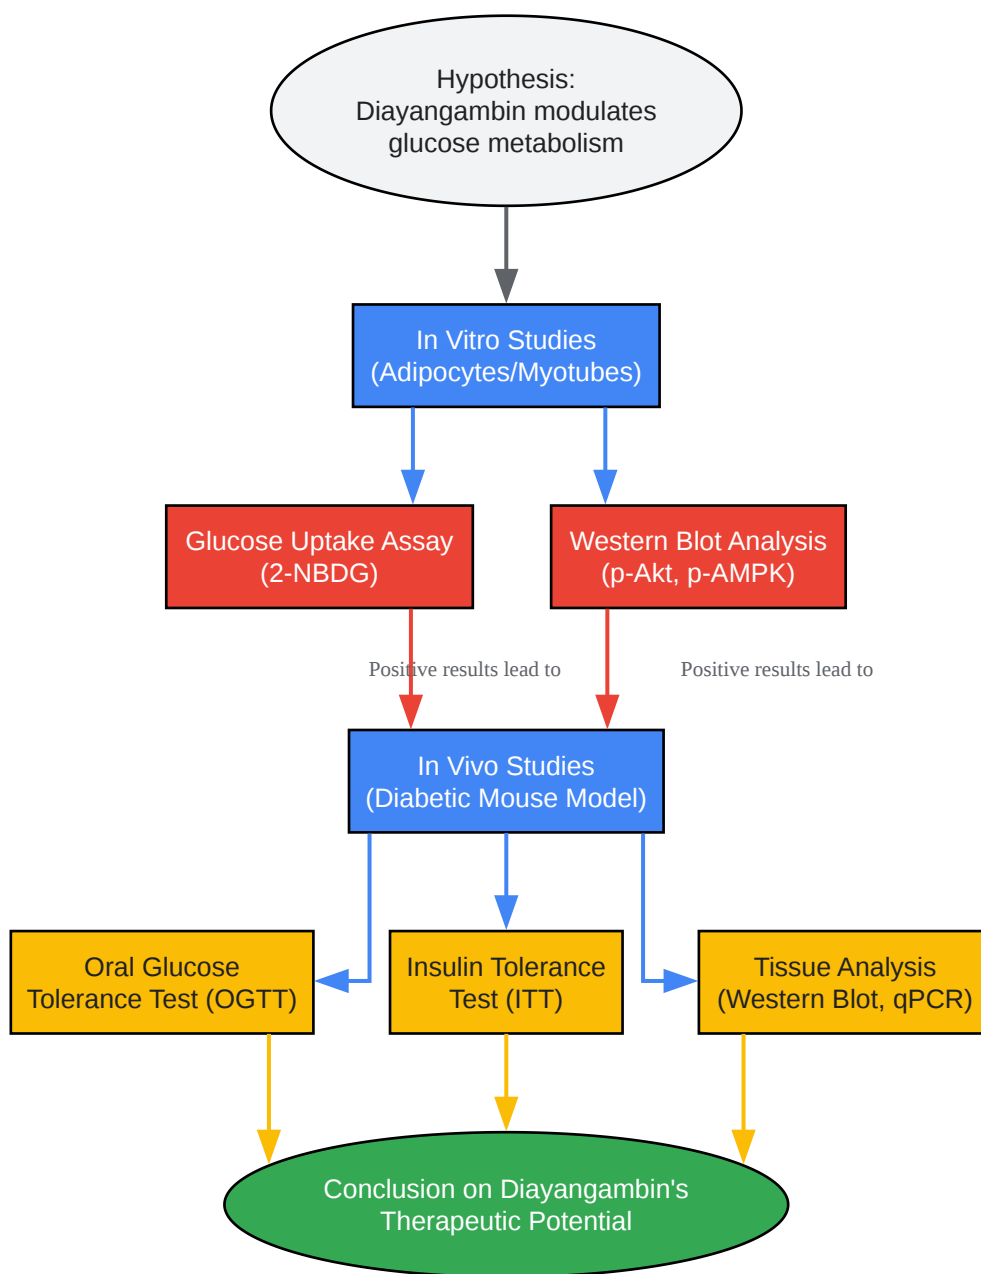 Hypothesis:
Diayangambin modulates
glucose metabolism
In Vitro Studies
(Adipocytes/Myotubes)
Glucose Uptake Assay
(2-NBDG)
Western Blot Analysis
(p-Akt, p-AMPK)
Positive results lead to
Positive results lead to
In Vivo Studies
(Diabetic Mouse Model)
Oral Glucose
Tolerance Test (OGTT)
Insulin Tolerance
Test (ITT)
Tissue Analysis
(Western Blot, qPCR)
Conclusion on Diayangambin's
Therapeutic Potential